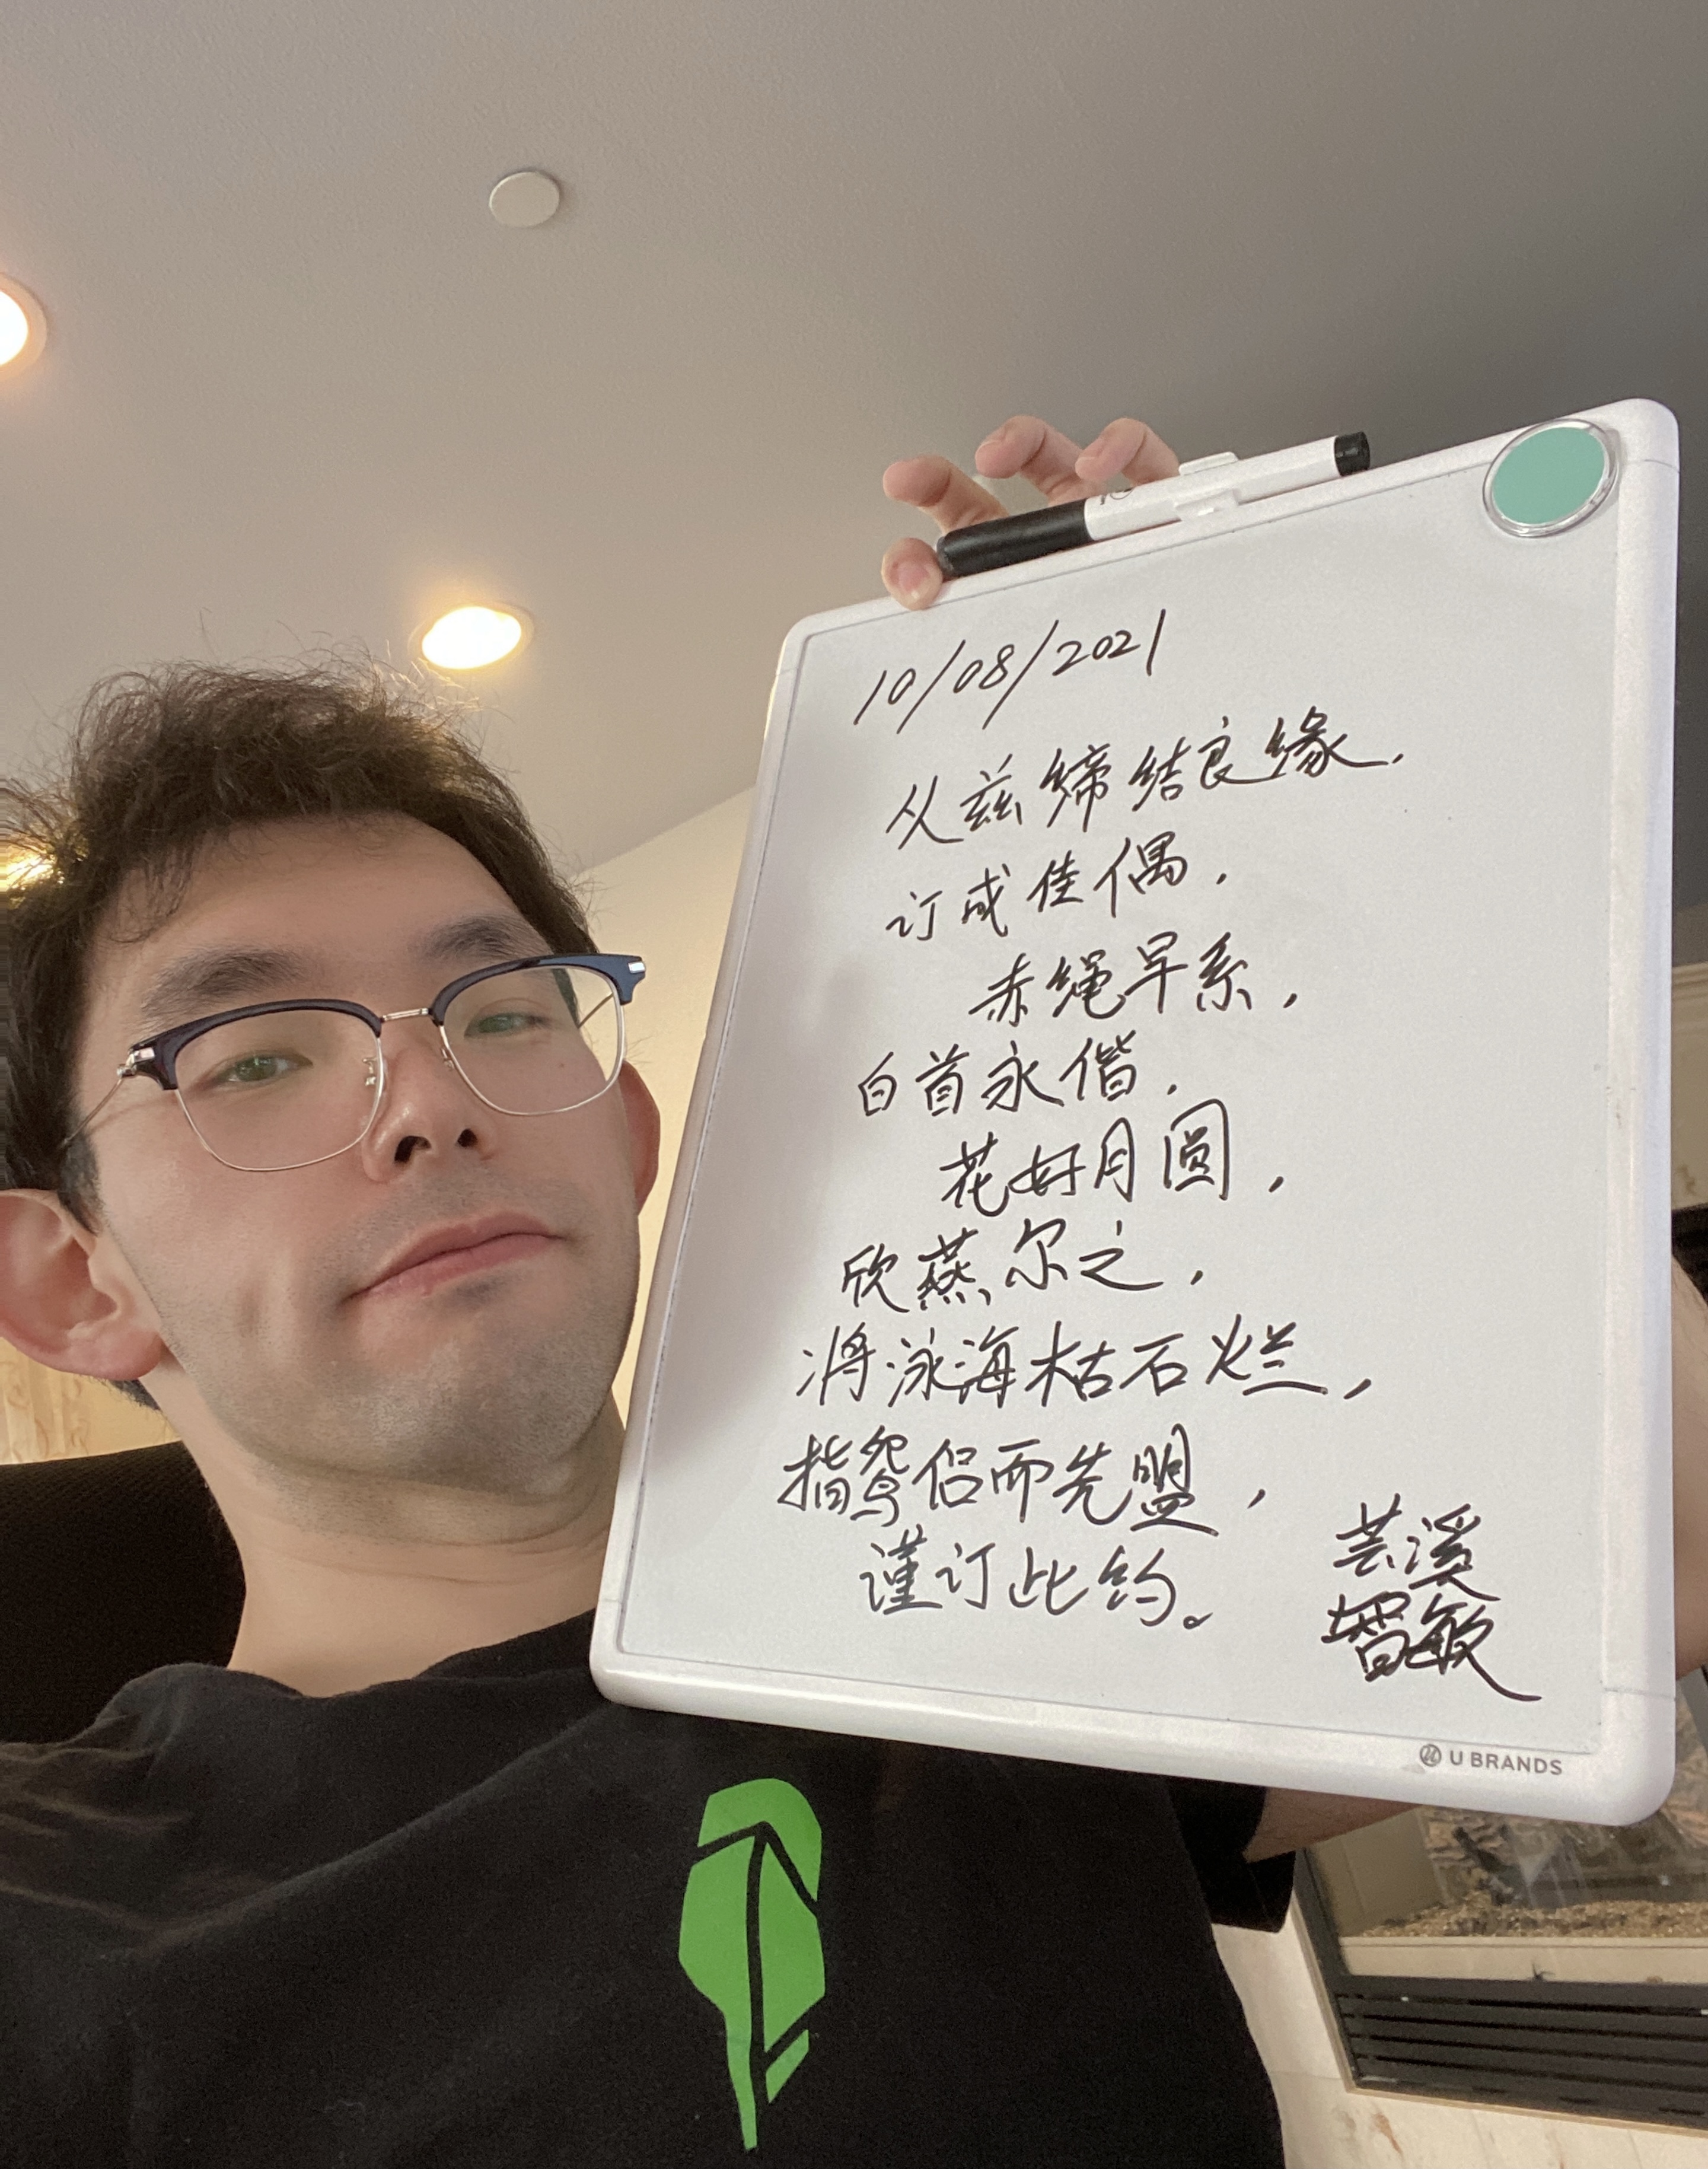 10/08/2021
从兹缔结良缘，
订成佳偶，
赤绳早系，
白首永偕，
花好月圆，
欣燕尔之，
将泳海枯石烂，
指鸳侣而先盟，
谨订此约。
芸溪
智敏
U BRANDS